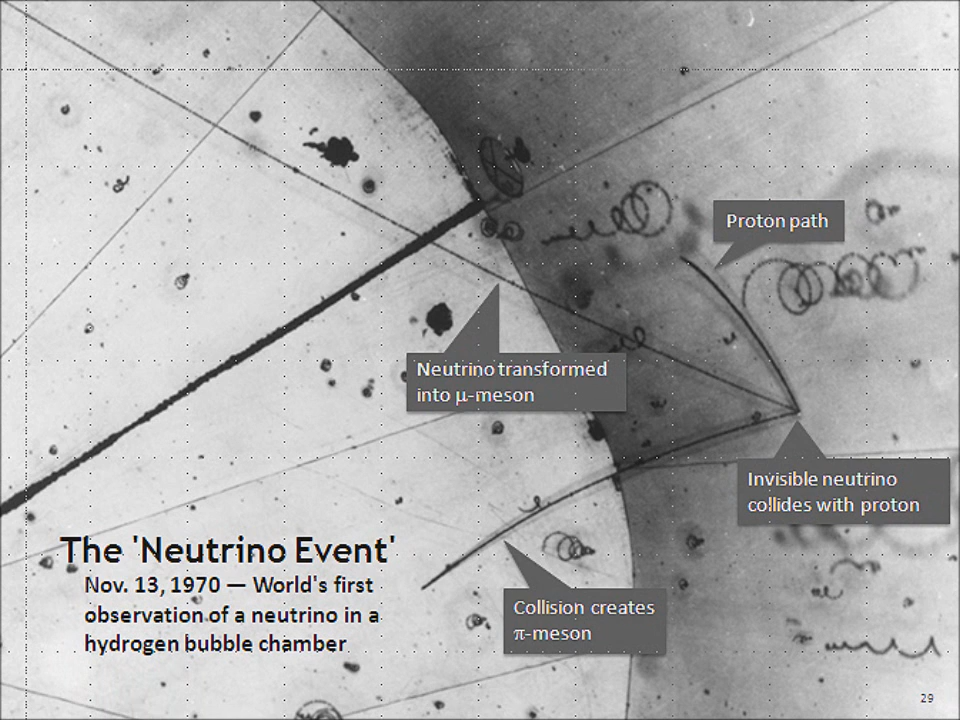 Proton path
Neutrino transformed
into μ-meson
Invisible neutrino
collides with proton
The 'Neutrino Event'
Nov. 13, 1970 — World's first
observation of a neutrino in a
hydrogen bubble chamber
Collision creates
π-meson
29